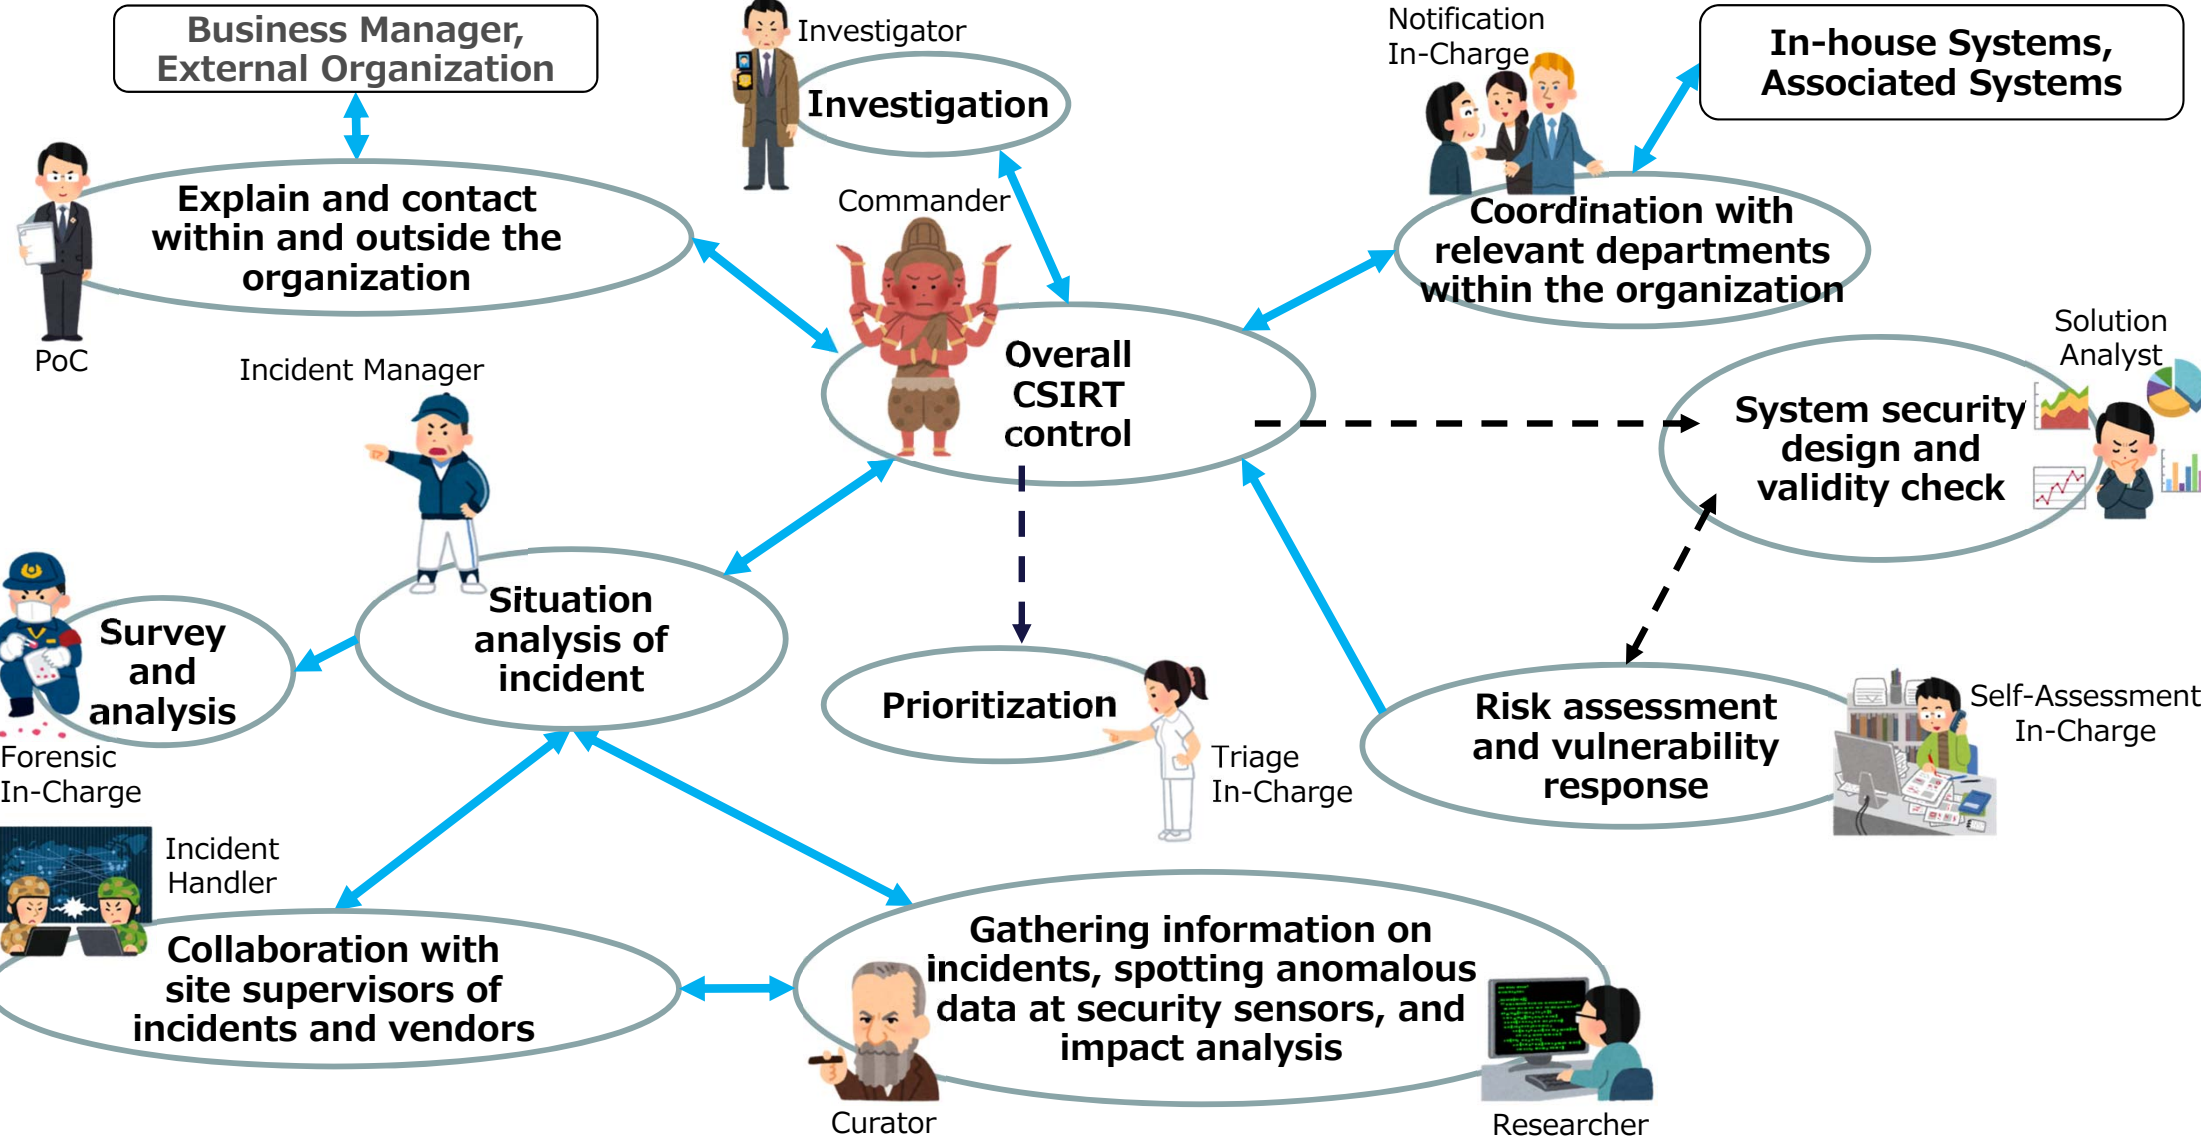 Business Manager,
External Organization
Investigator
Investigation
Notification
In-Charge
In-house Systems,
Associated Systems
Explain and contact
within and outside the
organization
PoC
Commander
Coordination with
relevant departments
within the organization
Incident Manager
Overall
CSIRT
control
Solution
Analyst
System security
design and
validity check
Survey
and
analysis
Forensic
In-Charge
Situation
analysis of
incident
Prioritization
Triage
In-Charge
Risk assessment
and vulnerability
response
Self-Assessment
In-Charge
Incident
Handler
Collaboration with
site supervisors of
incidents and vendors
Gathering information on
incidents, spotting anomalous
data at security sensors, and
impact analysis
Curator
Researcher